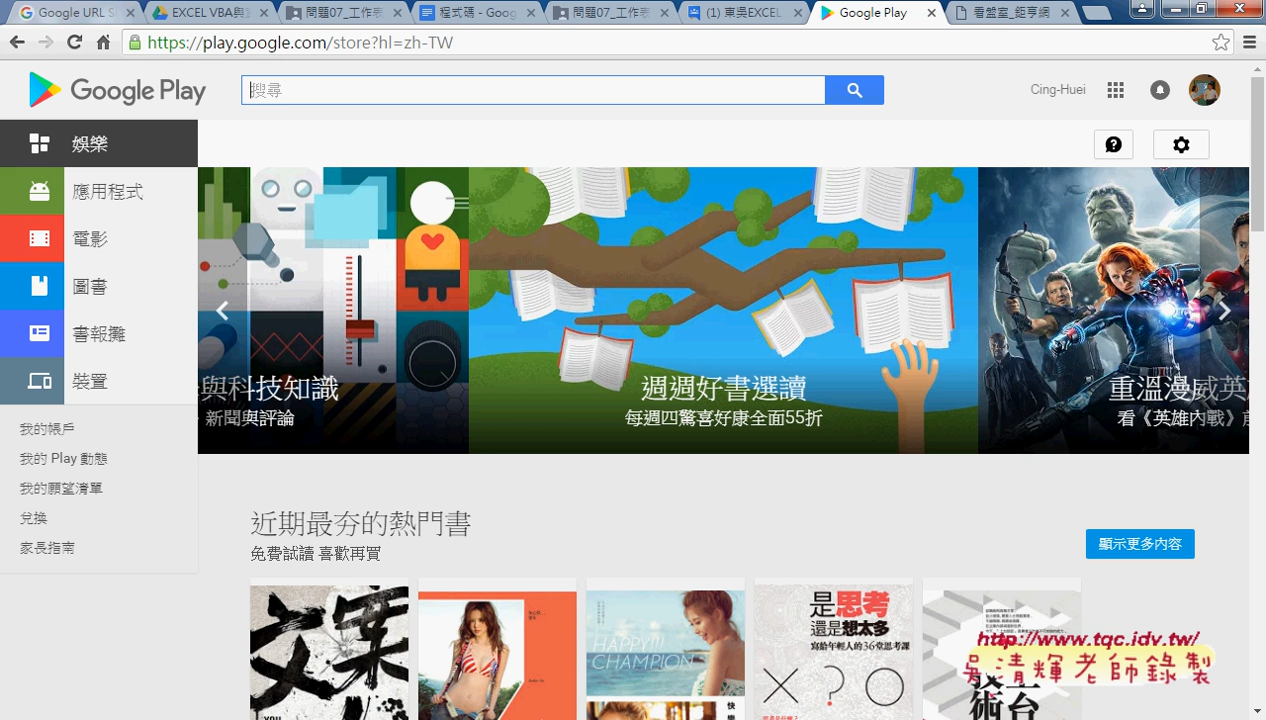 Google URL S
EXCEL VBA與
問題07_工作表
程式碼 - Goog
問題07_工作表
(1) 東吳EXCEL
Google Play
看盤室_鉅亨網
https://play.google.com/store?hl=zh-TW
Google Play
搜尋
Cing-Huei
娛樂
應用程式
電影
圖書
書報攤
裝置
我的帳戶
我的 Play 動態
我的願望清單
兌換
家長指南
與科技知識
新聞與評論
週週好書選讀
每週四驚喜好康全面55折
重溫漫威英
看《英雄內戰》前
近期最夯的熱門書
免費試讀 喜歡再買
顯示更多內容
HAPPY!!!
CHAMPION
是思考
還是想太多
寫給年輕人的36堂思考課
http://www.tqc.idv.tw/
吳清輝老師錄製